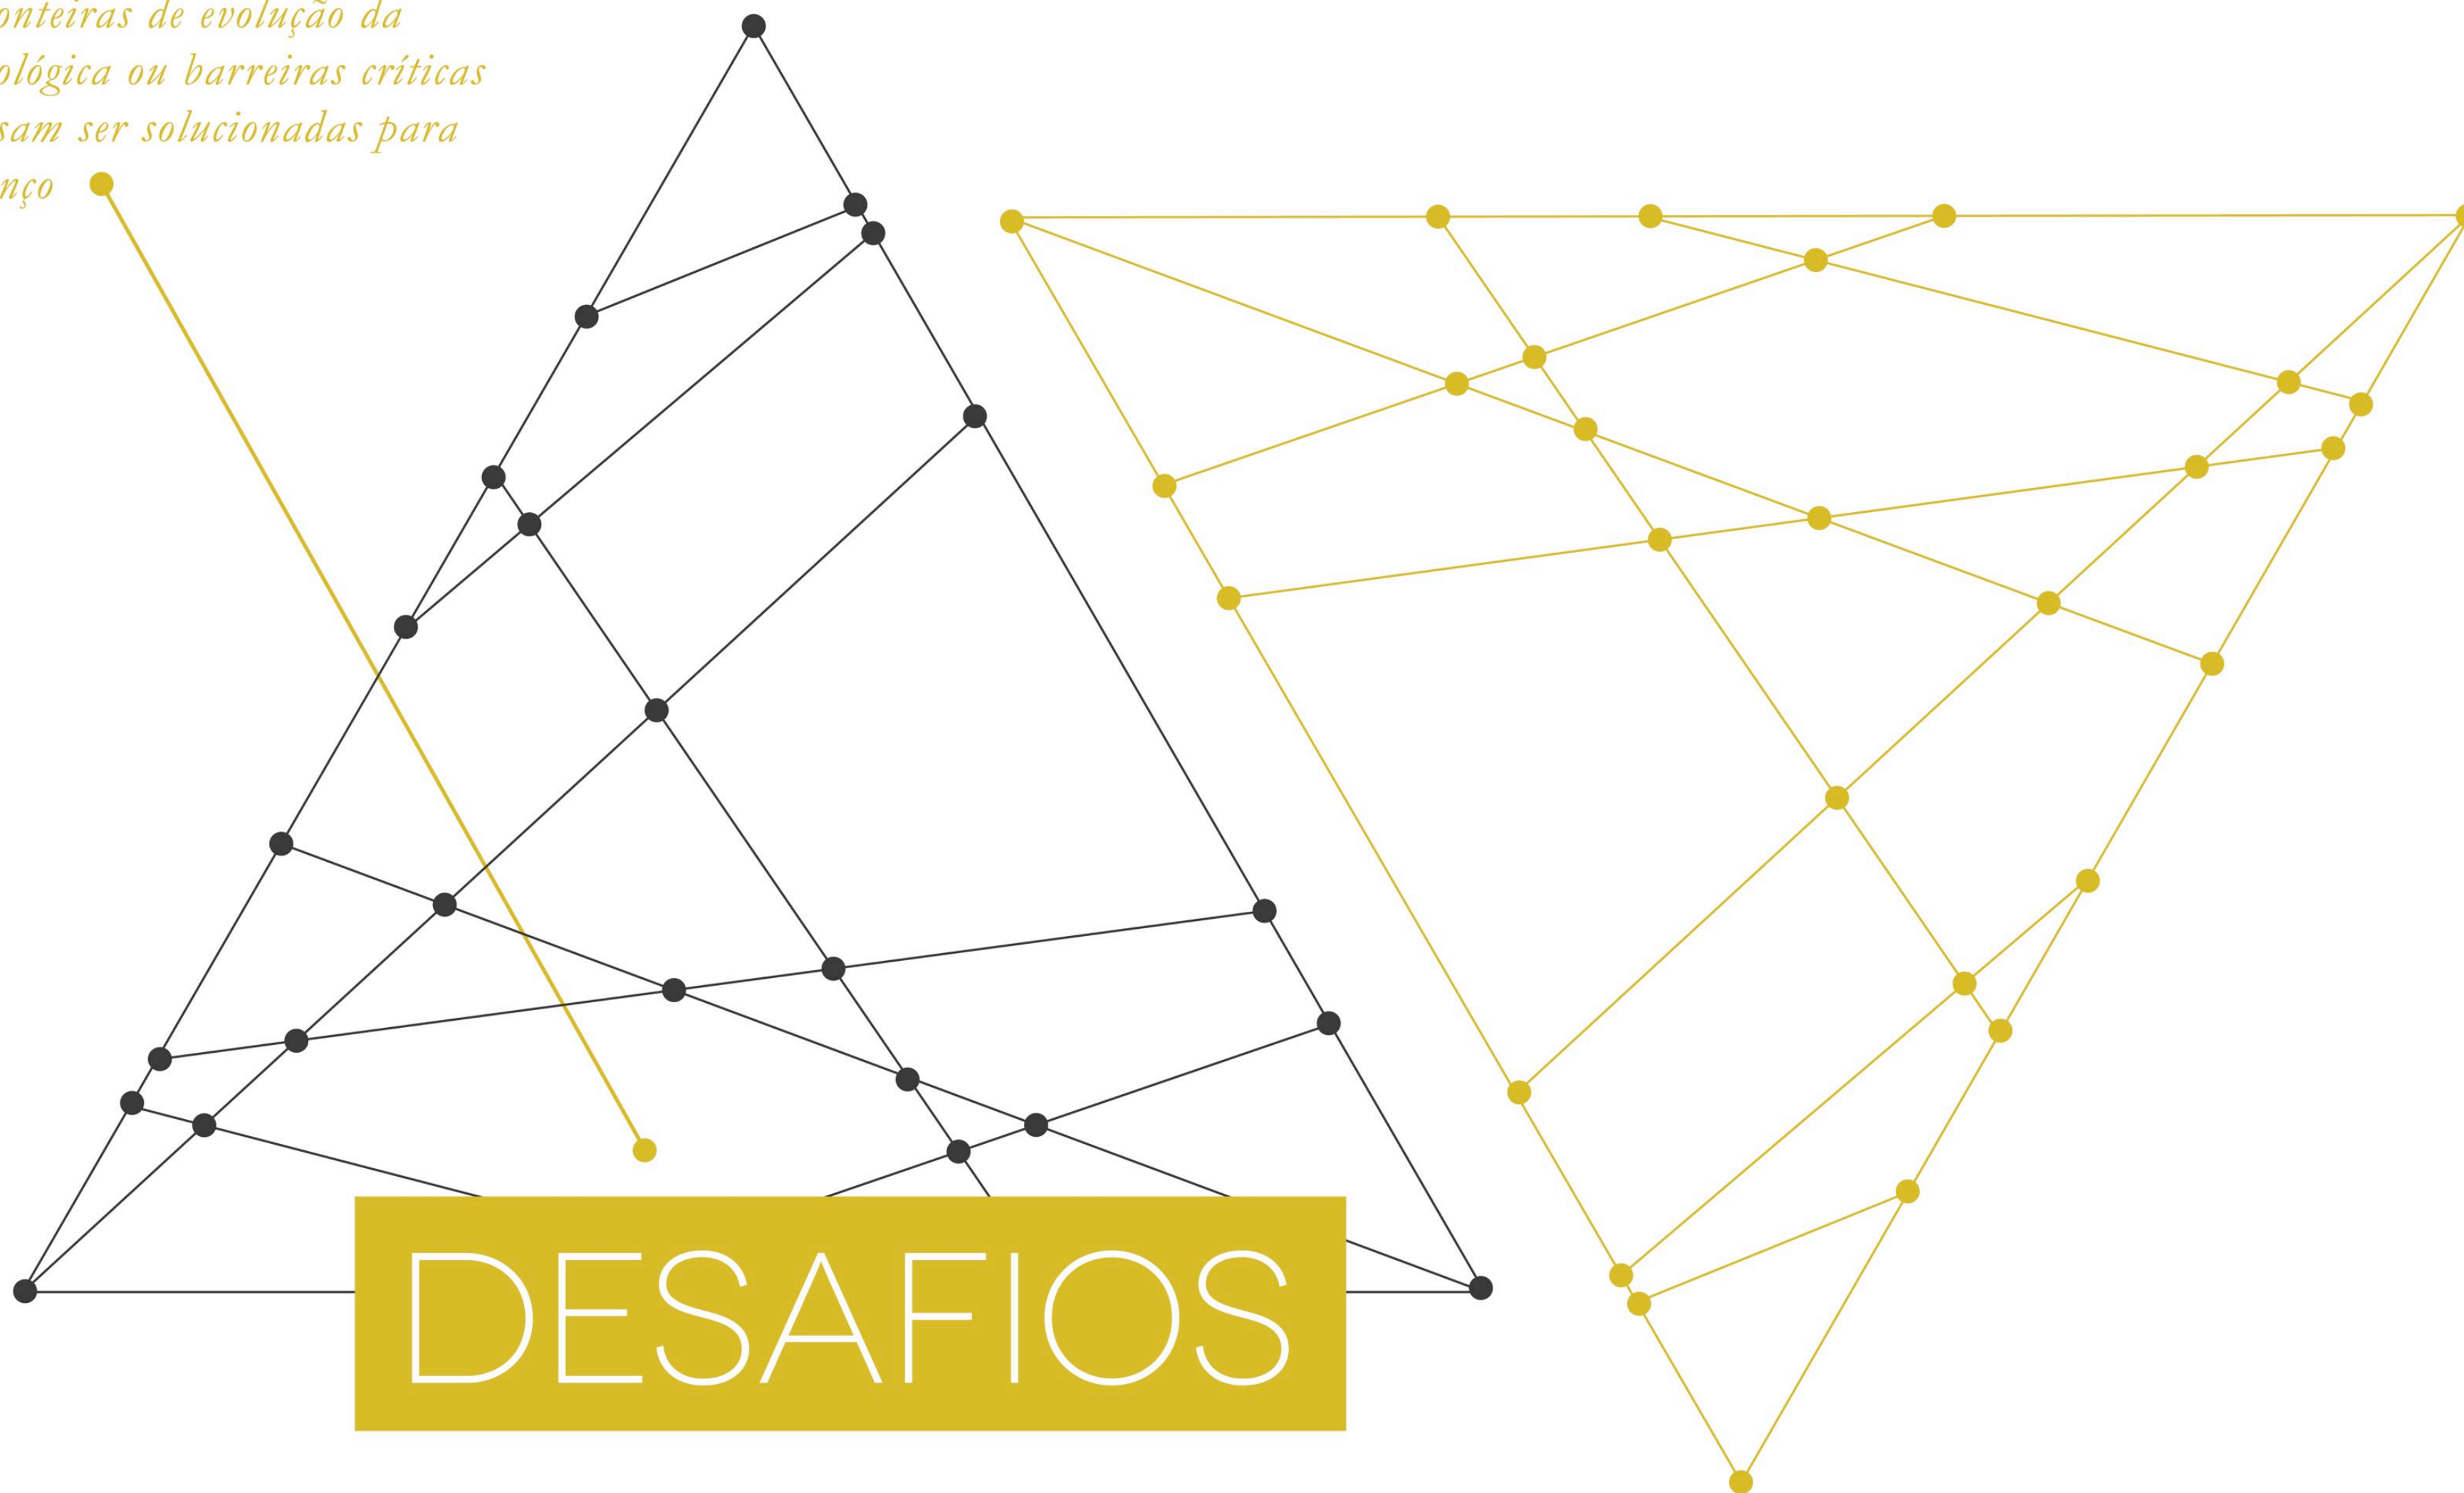 onteiras de evolução da
ológica ou barreiras críticas
sam ser solucionadas para
nço
DESAFIOS